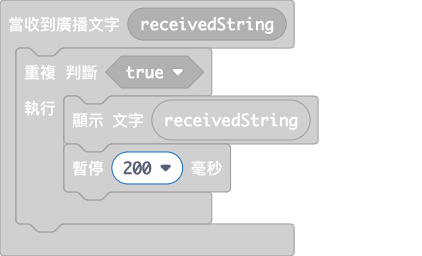 當收到廣播文字 receivedString
重複 判斷 true
執行
顯示 文字 receivedString
暫停 200 毫秒